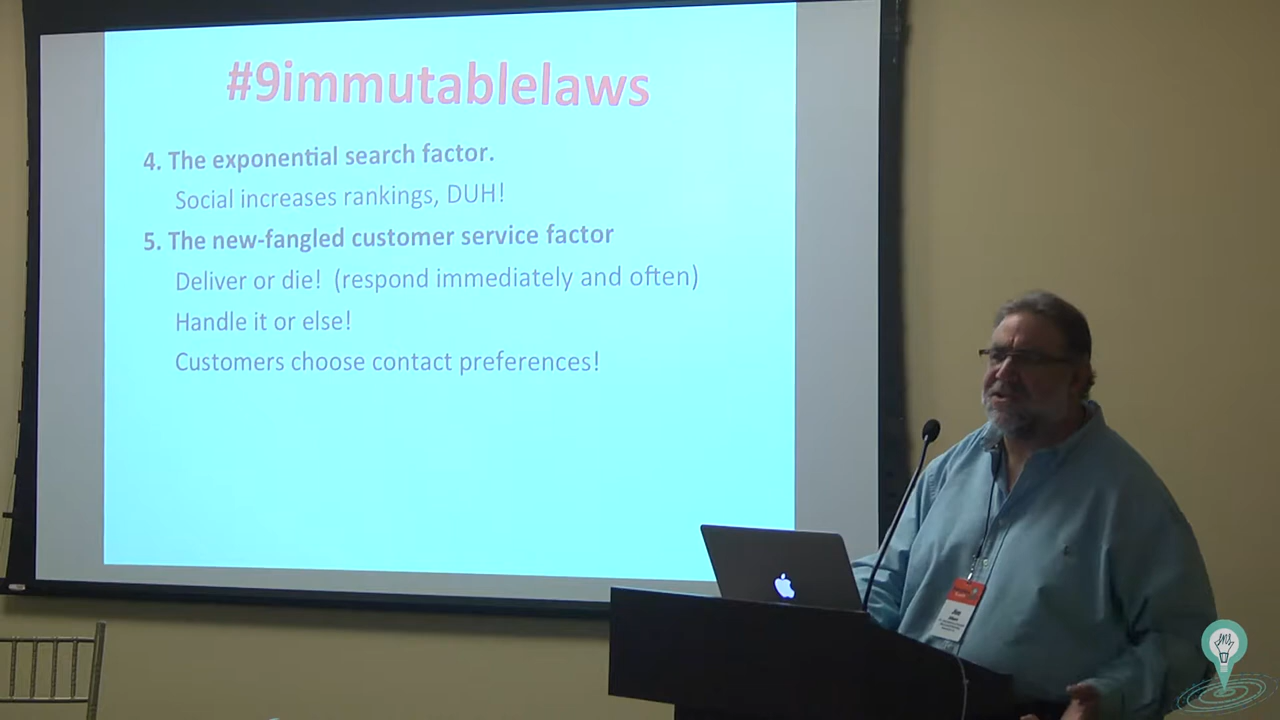 #9immutablelaws
4. The exponential search factor.
Social increases rankings, DUH!
5. The new-fangled customer service factor
Deliver or die!  (respond immediately and often)
Handle it or else!
Customers choose contact preferences!